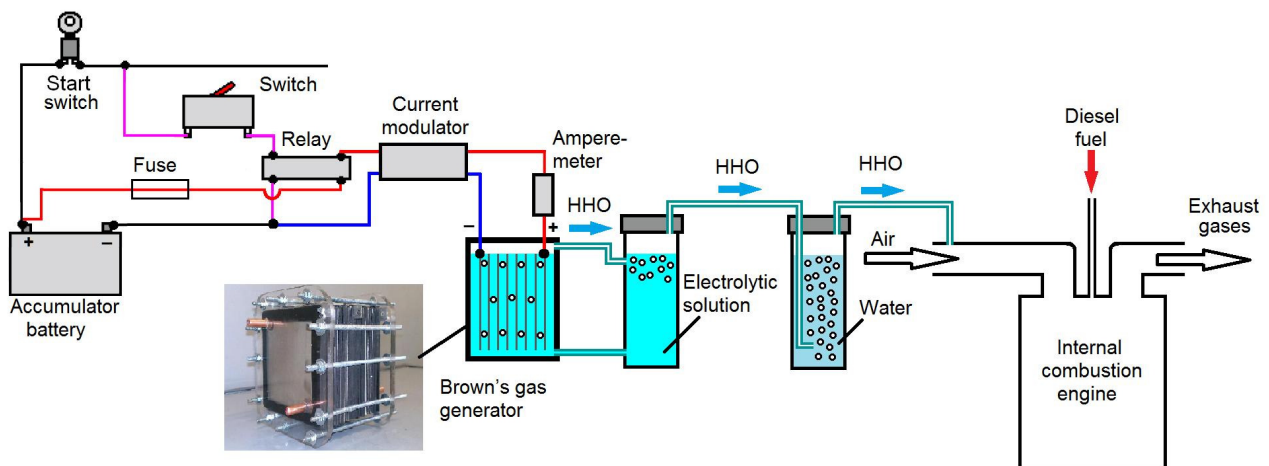 Start
switch
Switch
Current
modulator
Ampere-
meter
Relay
Fuse
+
−
Accumulator
battery
−
+
HHO
HHO
HHO
Diesel
fuel
Air
Exhaust
gases
Electrolytic
solution
Water
Brown's gas
generator
Internal
combustion
engine